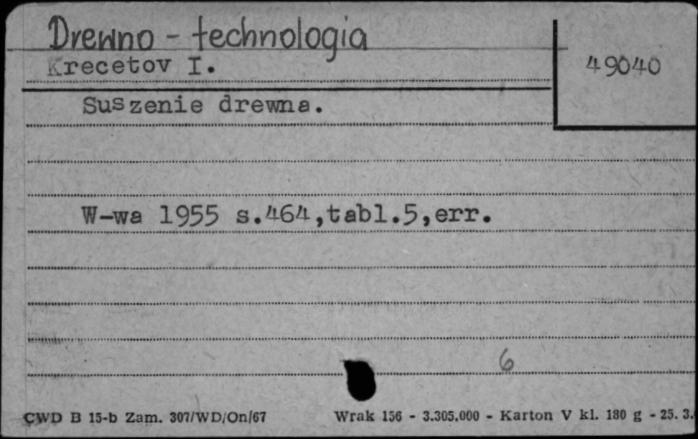 Drewno - technologia
Krecetov I.
49040
Suszenie drewna.
W-wa 1955 s.464,tabl.5,err.
6
CWD B 15-b Zam. 307/WD/On/67 Wrak 156 - 3.305.000 - Karton V kl. 180 g - 25. 3.